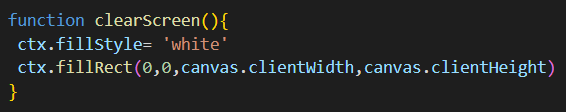 function clearScreen(){
ctx.fillStyle= 'white'
ctx.fillRect(0,0,canvas.clientWidth,canvas.clientHeight)
}